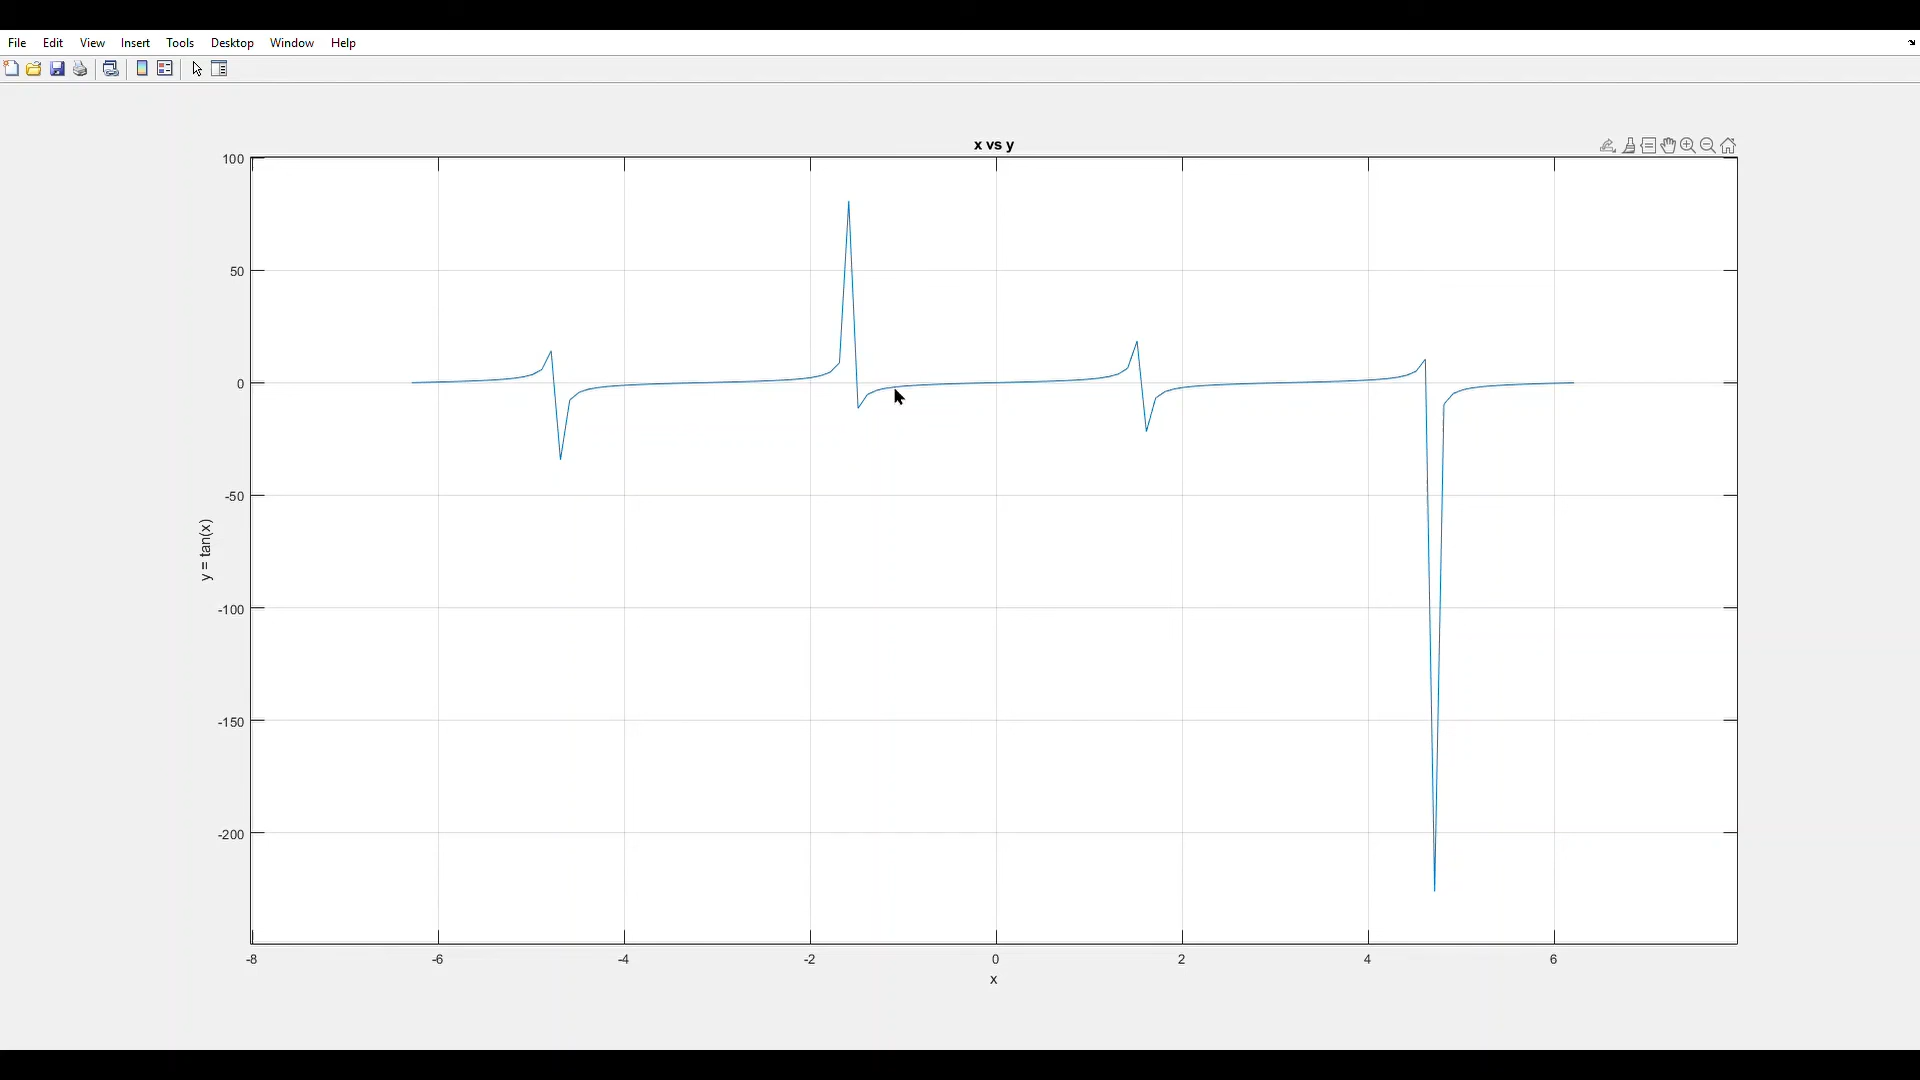 File Edit View Insert Tools Desktop Window Help
x vs y
100
50
0
-50
-100
-150
-200
y = tan(x)
-8 -6 -4 -2 0 2 4 6
x